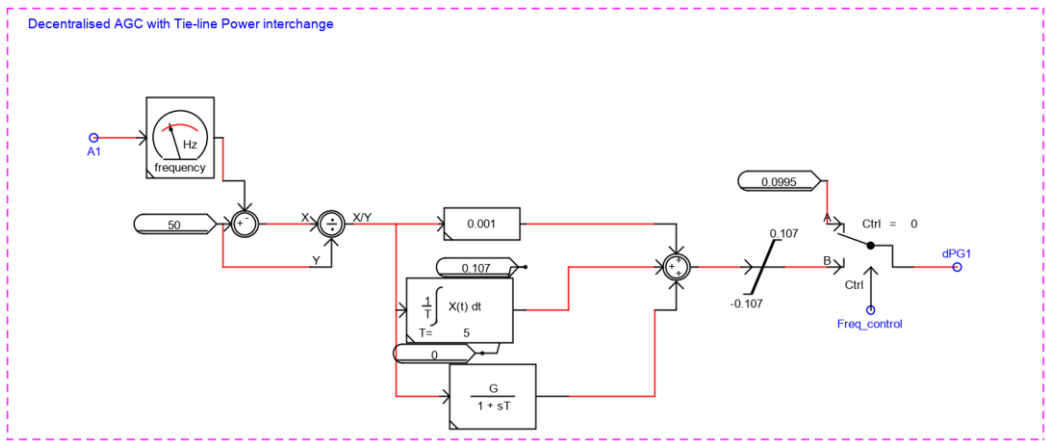 Decentralised AGC with Tie-line Power interchange
A1
Hz
frequency
50
+ -
X
÷
X/Y
Y
0.001
0.107
1/T ∫ X(t) dt
T= 5
0
G
1 + sT
+
+
+
0.107
-0.107
0.0995
A
Ctrl = 0
B
Ctrl
dPG1
Freq_control